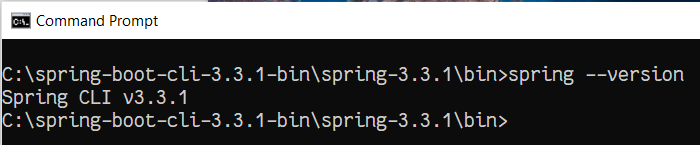 Command Prompt
C:\spring-boot-cli-3.3.1-bin\spring-3.3.1\bin>spring --version
Spring CLI v3.3.1
C:\spring-boot-cli-3.3.1-bin\spring-3.3.1\bin>